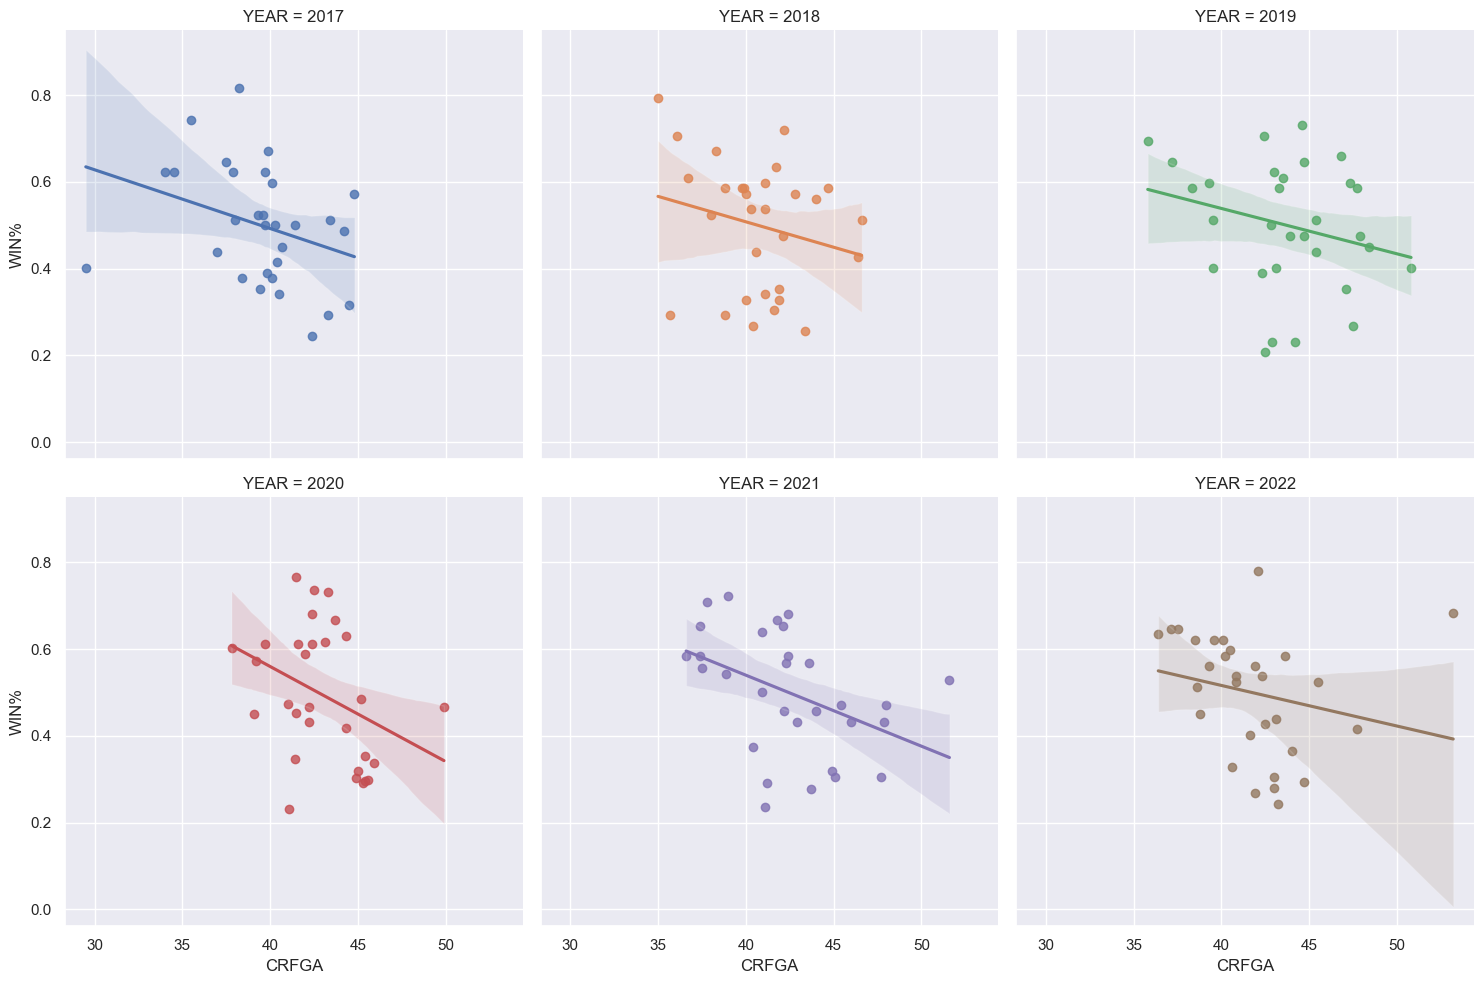 YEAR = 2017 YEAR = 2018 YEAR = 2019
0.8
0.6
WIN%
0.4
0.2
0.0
YEAR = 2020 YEAR = 2021 YEAR = 2022
0.8
0.6
WIN%
0.4
0.2
0.0
30 35 40 45 50 30 35 40 45 50 30 35 40 45 50
CRFGA CRFGA CRFGA